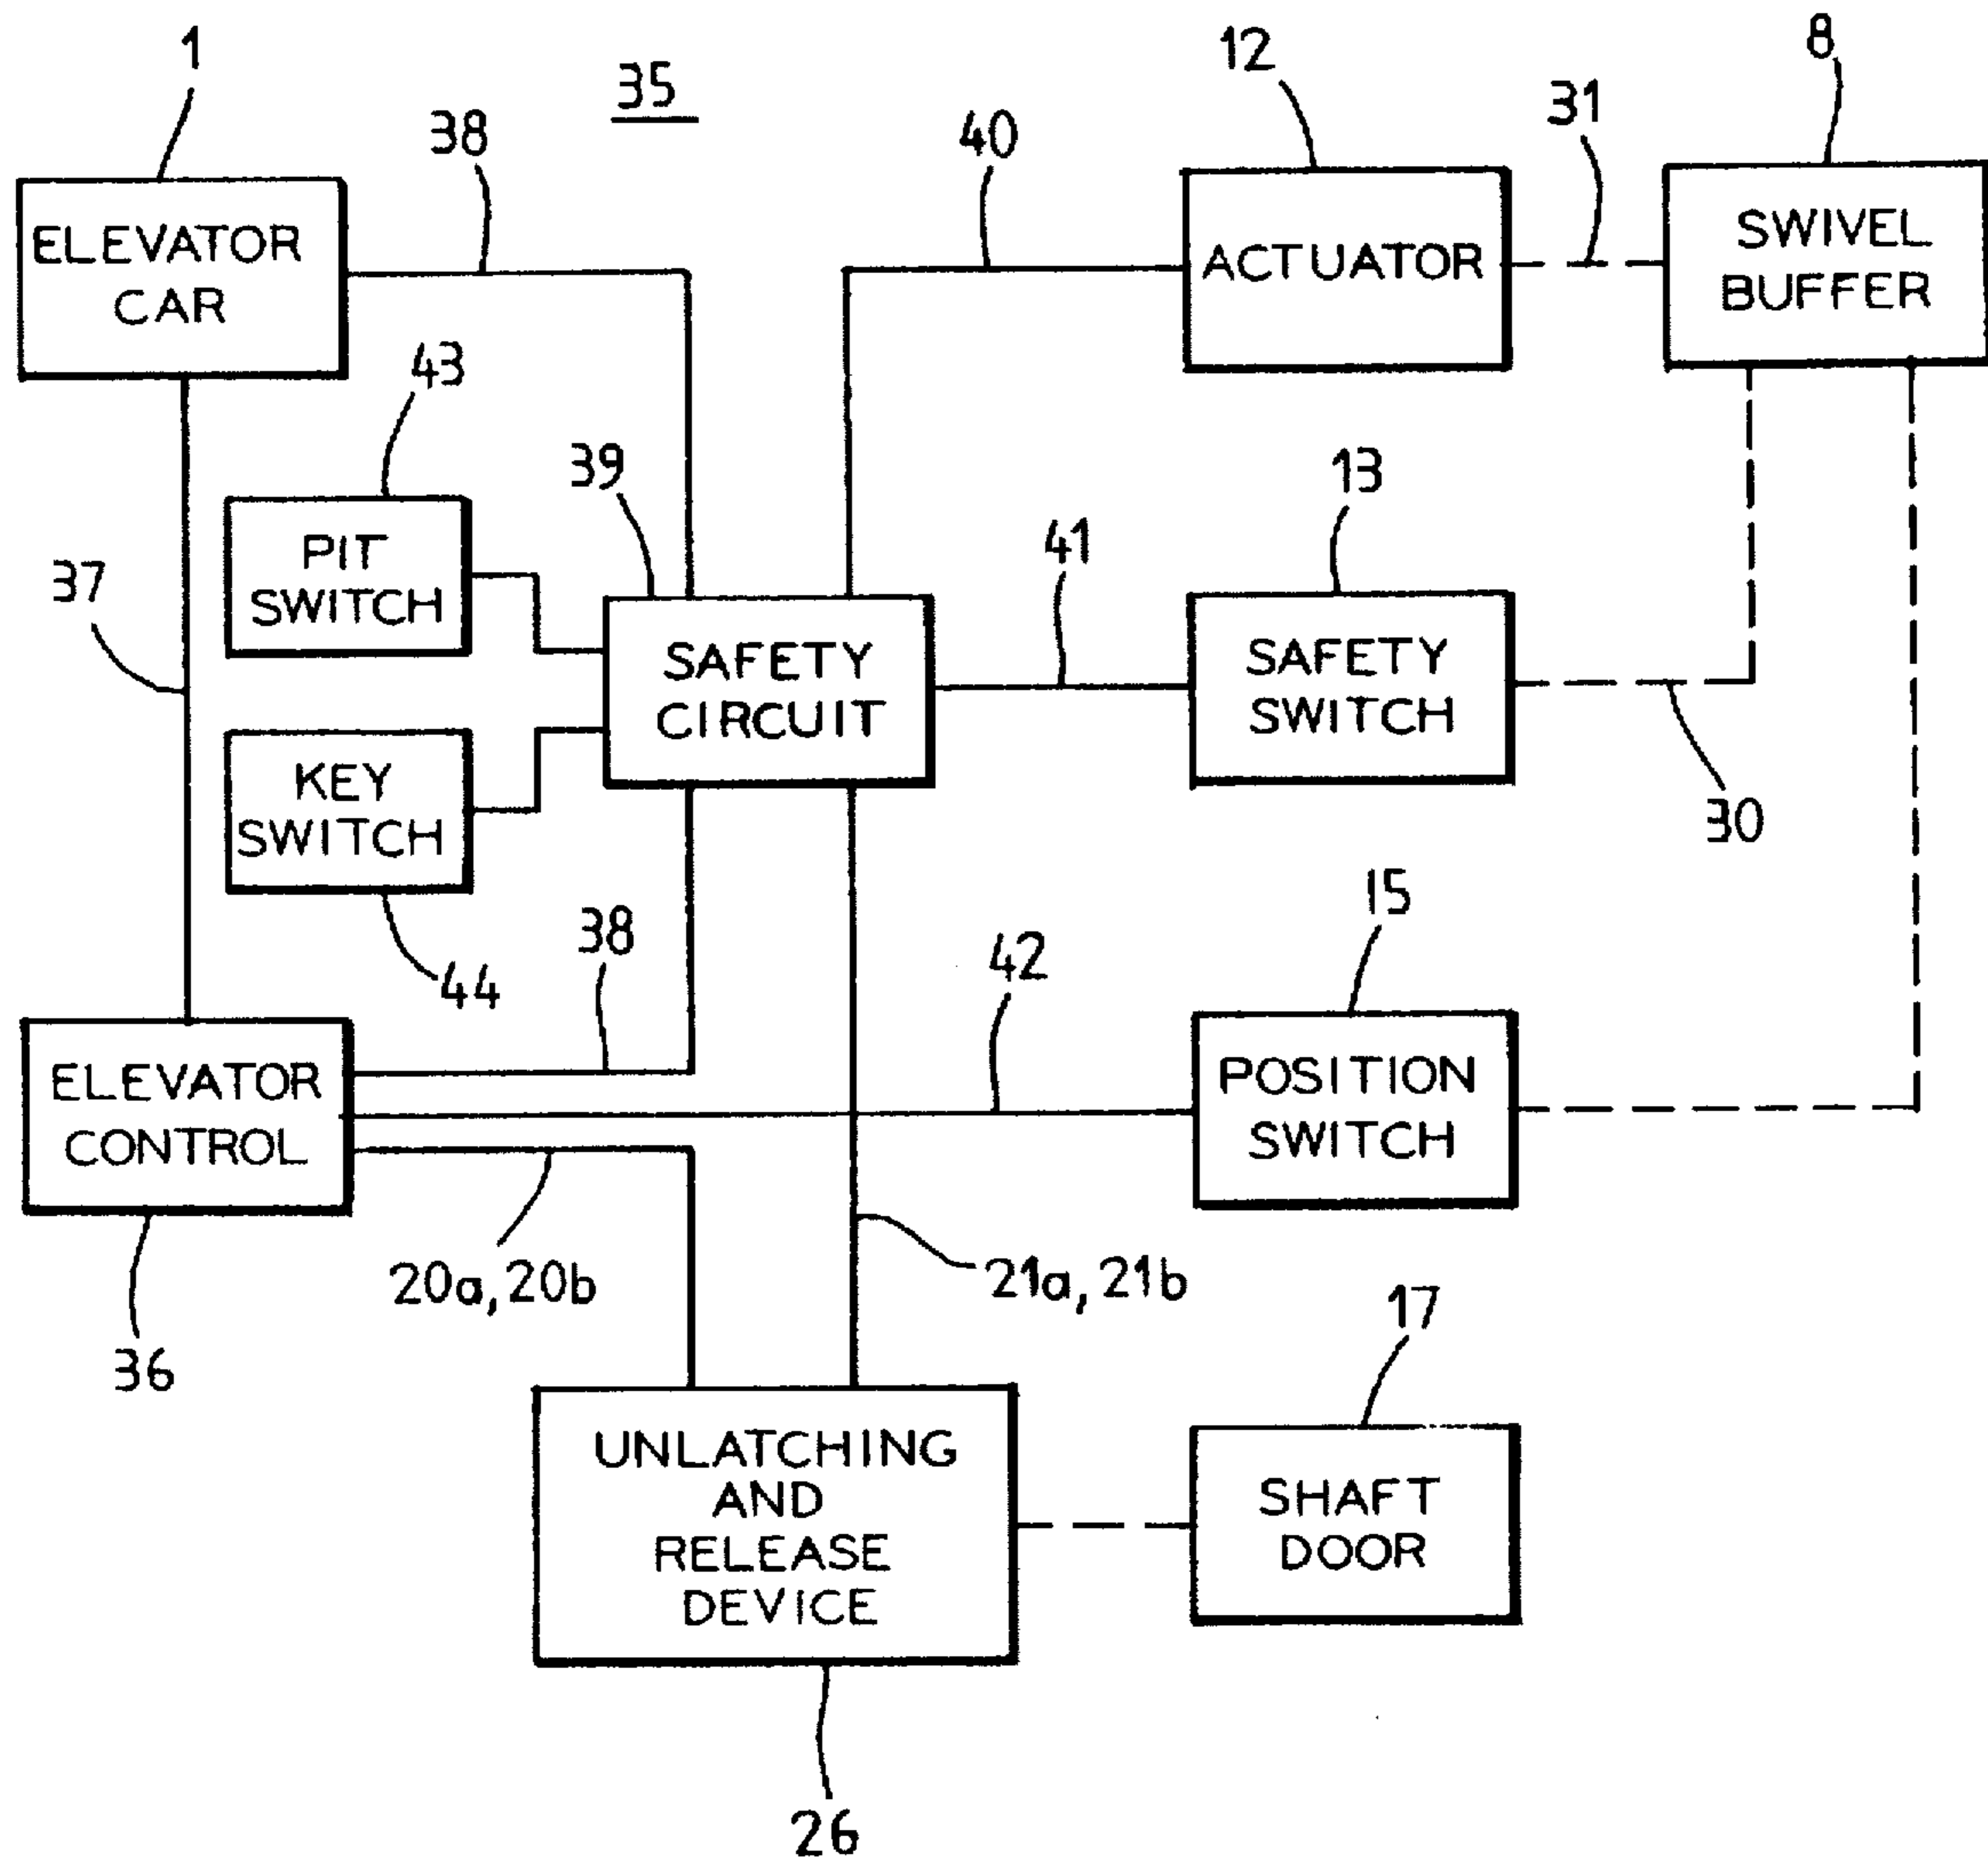 1
35
12
8
38
40
31
ELEVATOR
CAR
ACTUATOR
SWIVEL
BUFFER
43
39
13
PIT
SWITCH
41
37
SAFETY
CIRCUIT
SAFETY
SWITCH
KEY
SWITCH
30
44
38
42
15
ELEVATOR
CONTROL
POSITION
SWITCH
20a, 20b
21a, 21b
36
17
UNLATCHING
AND
RELEASE
DEVICE
SHAFT
DOOR
26